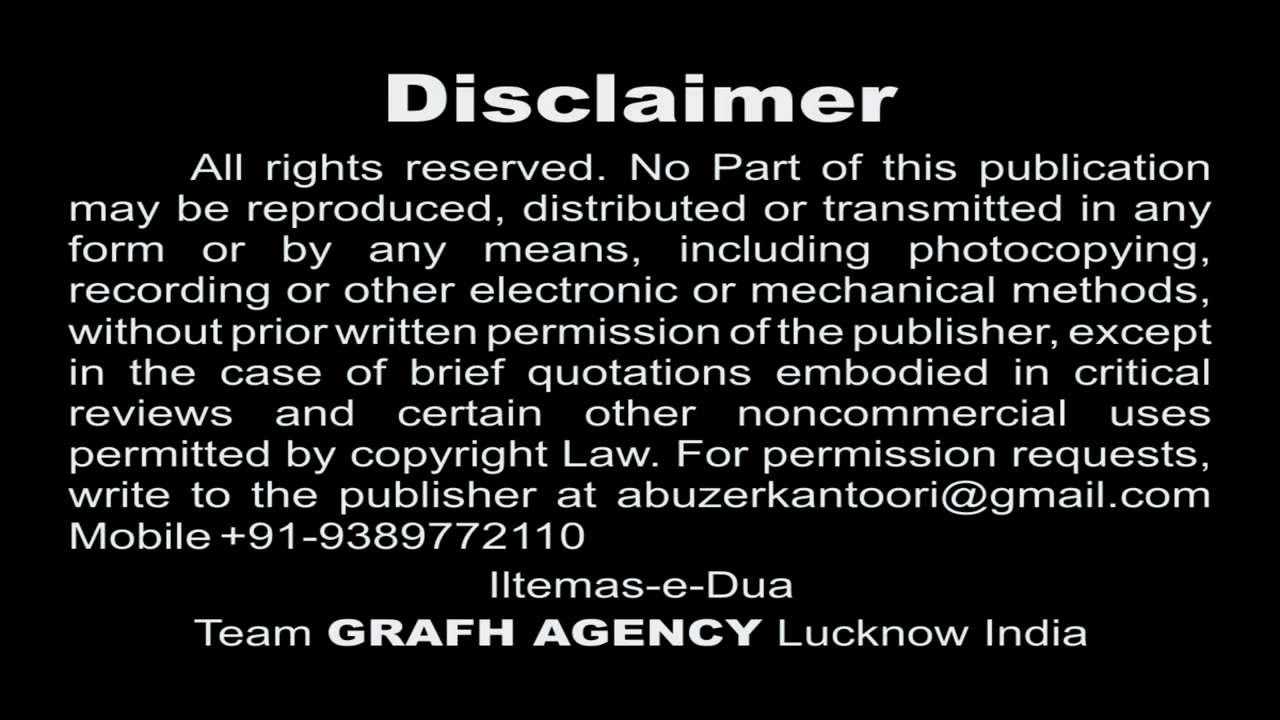 Disclaimer
All rights reserved. No Part of this publication
may be reproduced, distributed or transmitted in any
form or by any means, including photocopying,
recording or other electronic or mechanical methods,
without prior written permission of the publisher, except
in the case of brief quotations embodied in critical
reviews and certain other noncommercial uses
permitted by copyright Law. For permission requests,
write to the publisher at abuzerkantoori@gmail.com
Mobile +91-9389772110
Iltemas-e-Dua
Team GRAFH AGENCY Lucknow India